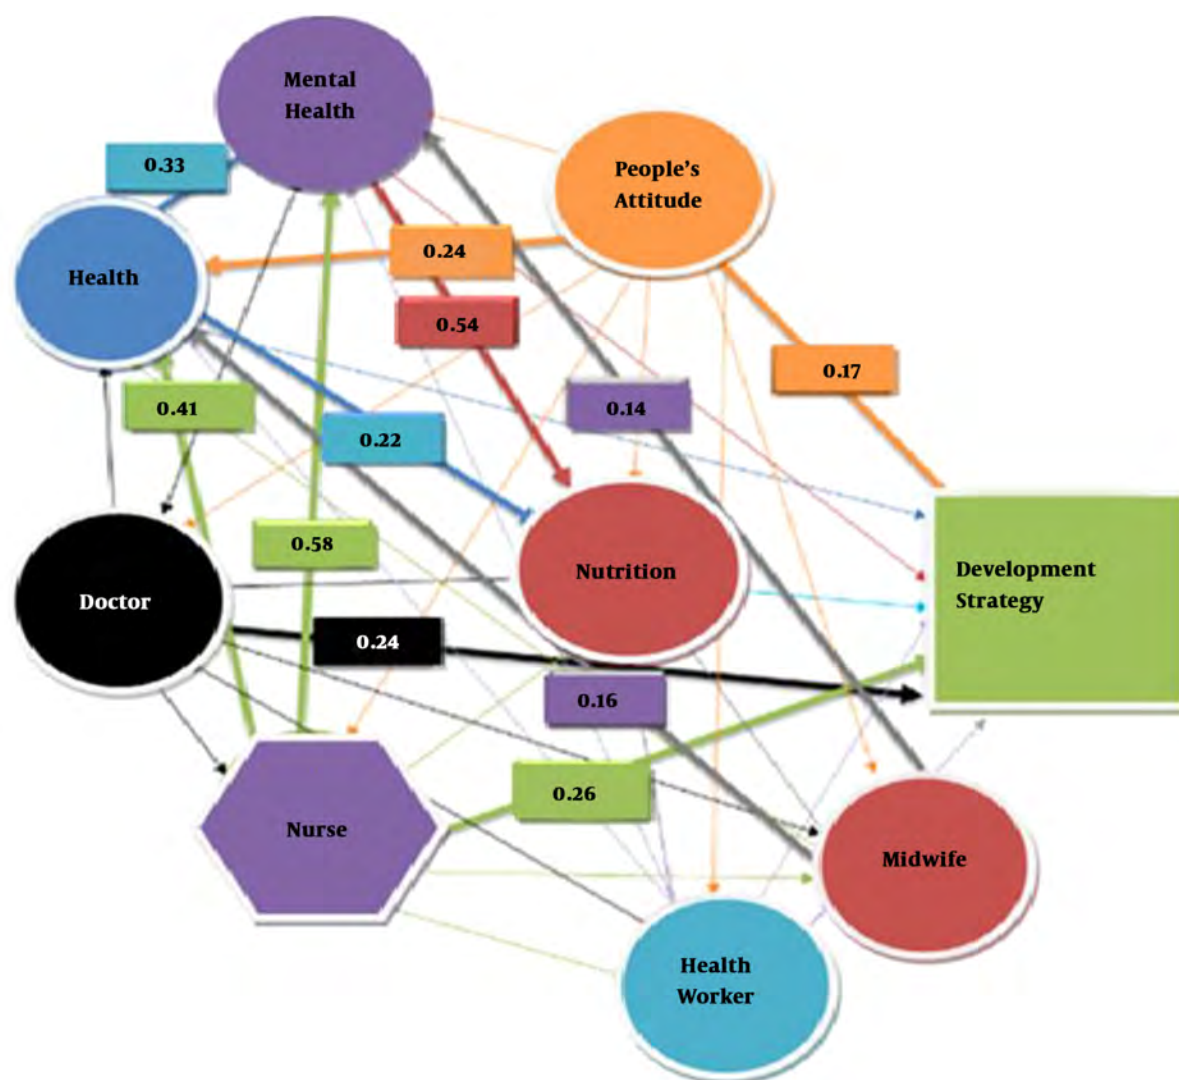 Mental
Health
0.33
People's
Attitude
0.24
Health
0.54
0.17
0.41
0.14
0.22
0.58
Nutrition
Development
Strategy
Doctor
0.24
0.16
0.26
Nurse
Midwife
Health
Worker